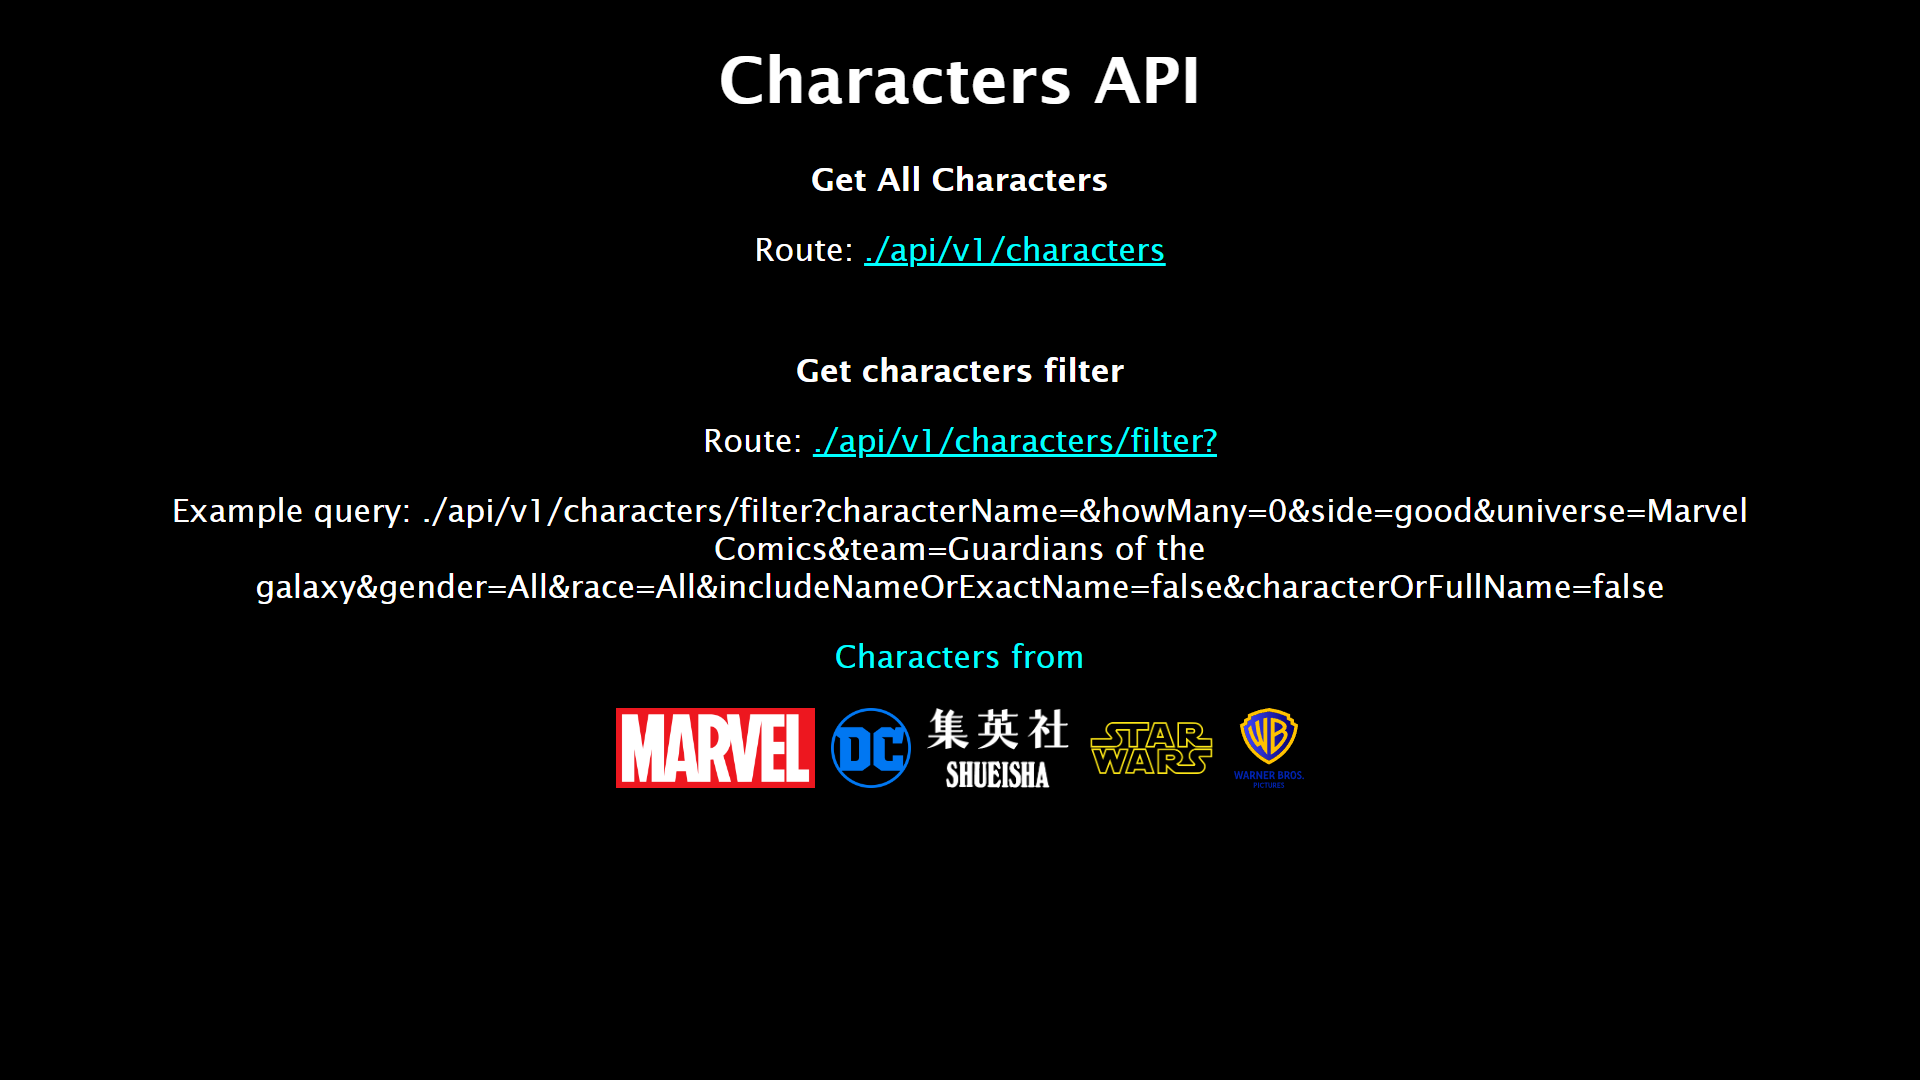 Characters API
Get All Characters
Route: ./api/v1/characters
Get characters filter
Route: ./api/v1/characters/filter?
Example query: ./api/v1/characters/filter?characterName=&howMany=0&side=good&universe=Marvel
Comics&team=Guardians of the
galaxy&gender=All&race=All&includeNameOrExactName=false&characterOrFullName=false
Characters from
MARVEL
DC
集英社
SHUEISHA
STAR
WARS
WB
WARNER BROS.
PICTURES